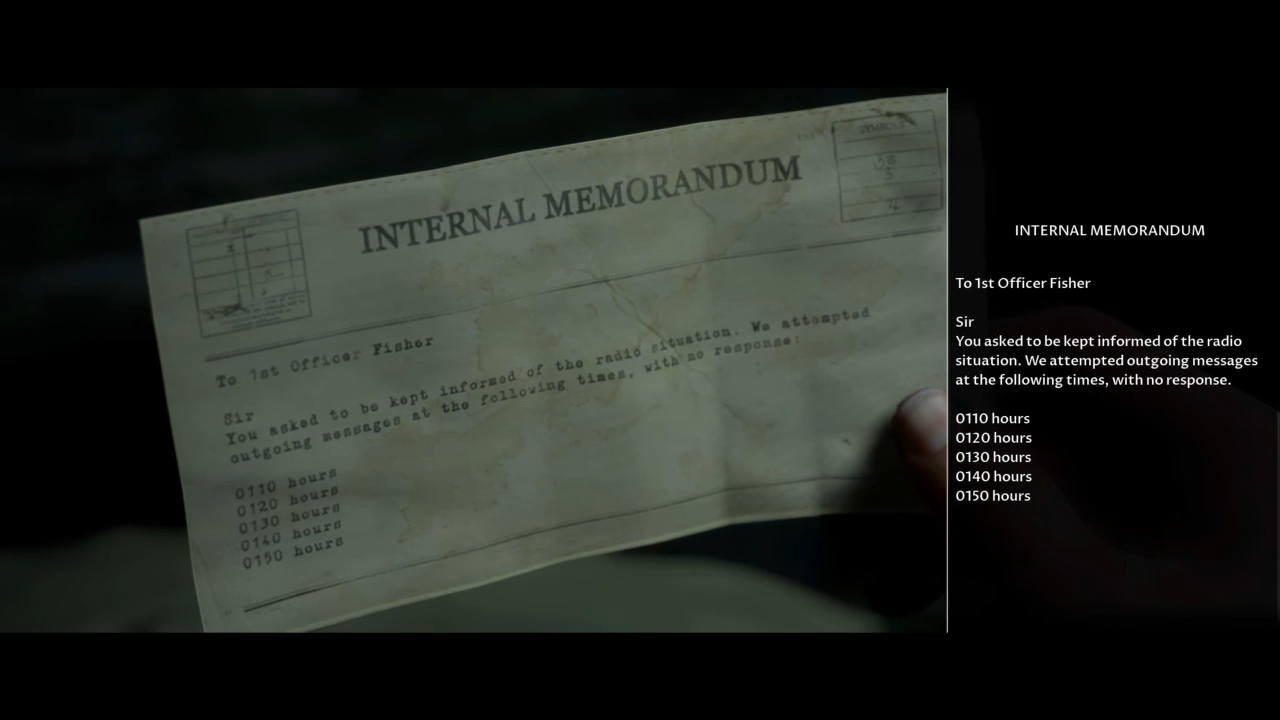 INTERNAL MEMORANDUM
To 1st Officer Fisher
Sir
You asked to be kept informed of the radio situation. We attempted
outgoing messages at the following times, with no response:
0110 hours
0120 hours
0130 hours
0140 hours
0150 hours
INTERNAL MEMORANDUM
To 1st Officer Fisher
Sir
You asked to be kept informed of the radio
situation. We attempted outgoing messages
at the following times, with no response.
0110 hours
0120 hours
0130 hours
0140 hours
0150 hours